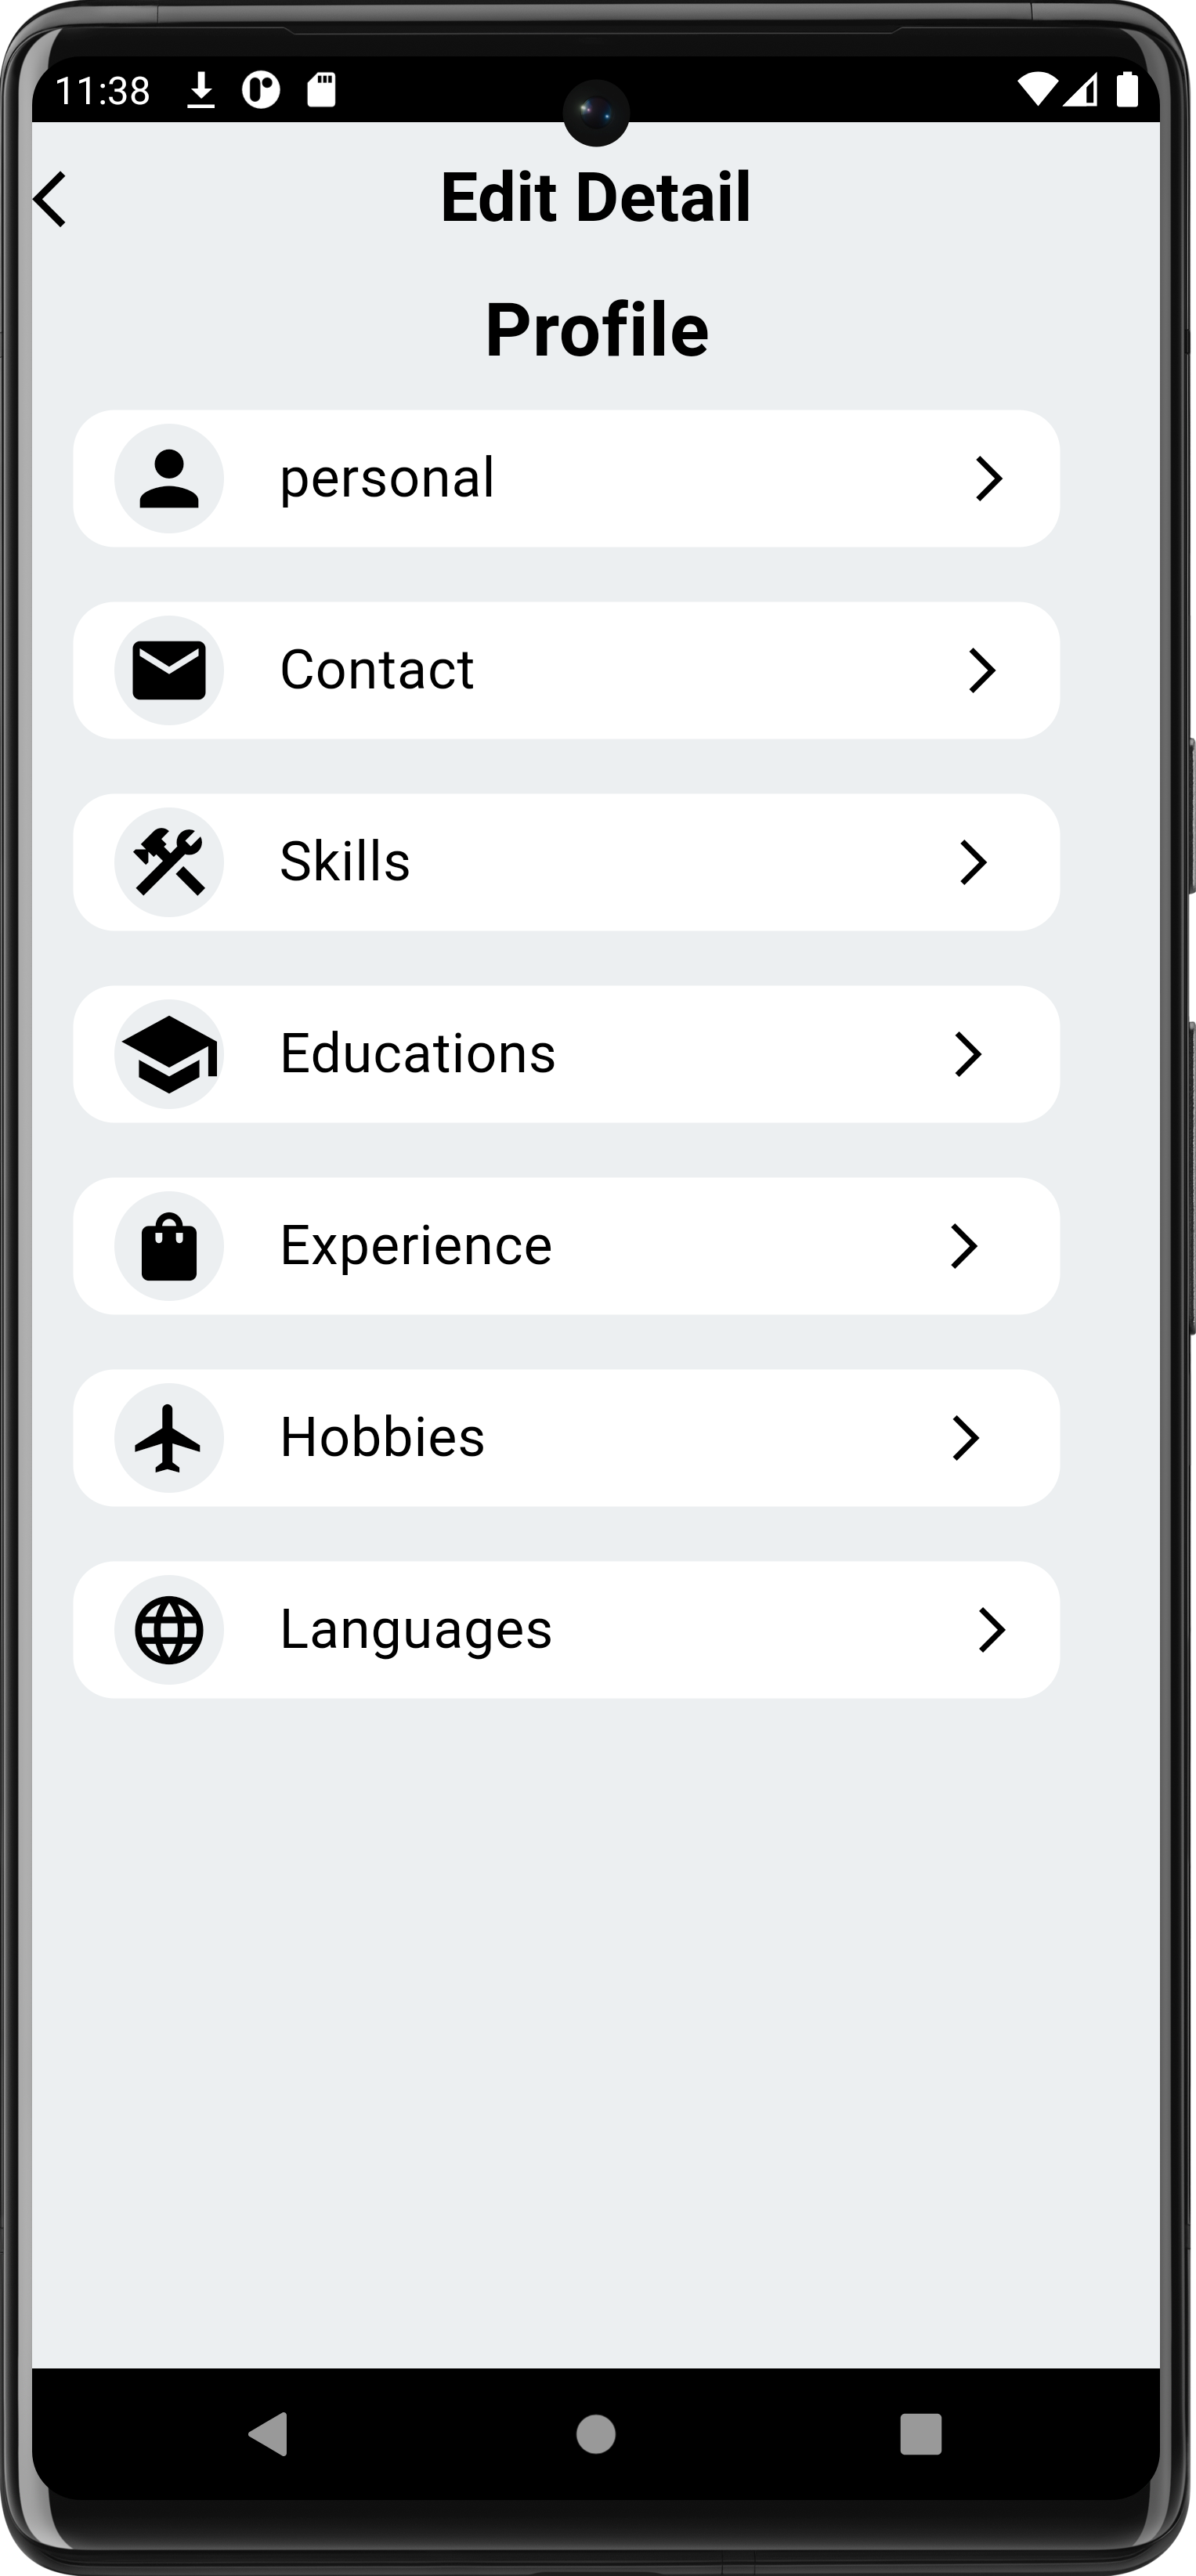 11:38
Edit Detail
Profile
personal
Contact
Skills
Educations
Experience
Hobbies
Languages